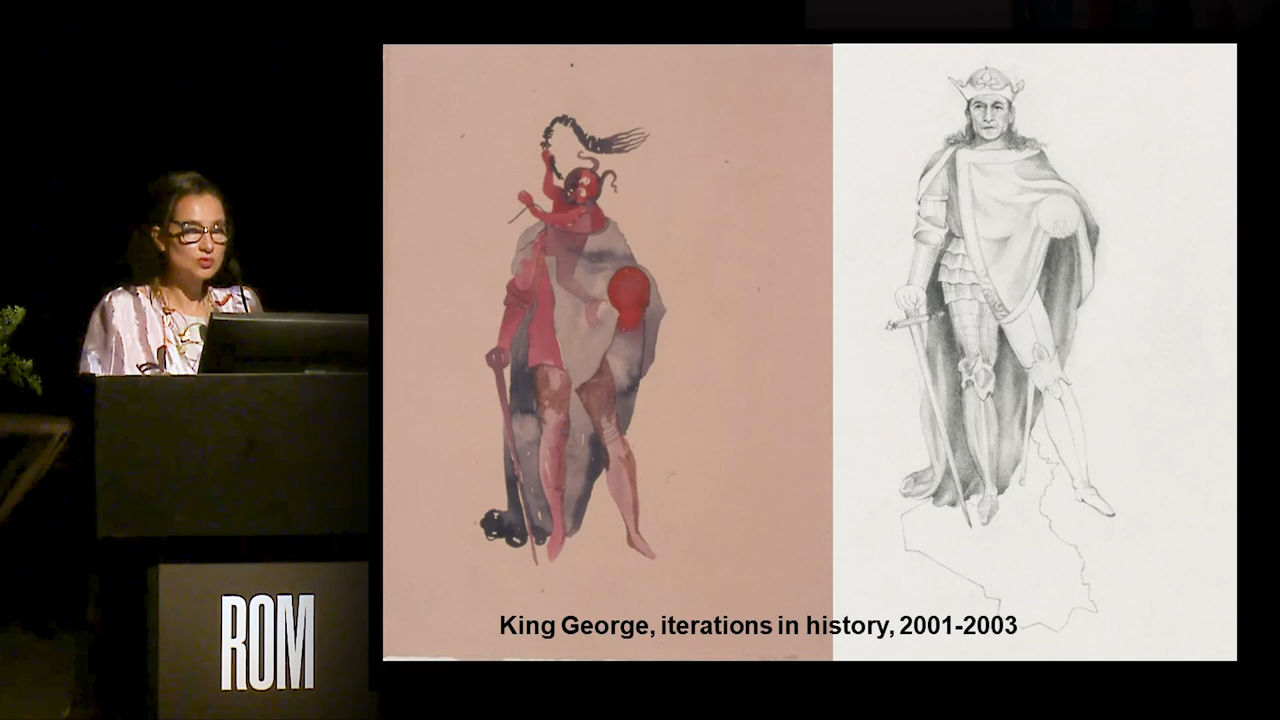 King George, iterations in history, 2001-2003
ROM